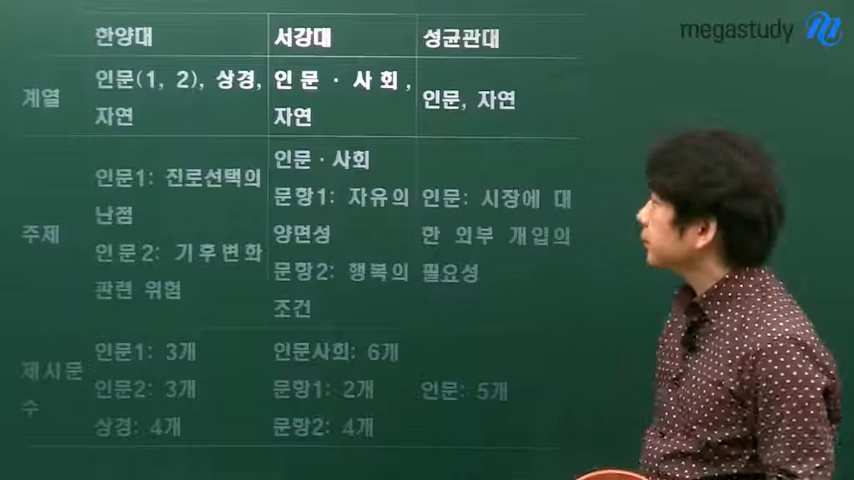 megastudy
한양대 서강대 성균관대
계열 인문(1, 2), 상경, 자연 인문 · 사회, 자연 인문, 자연
주제 인문1: 진로선택의 난점 인문2: 기후변화 관련 위험 인문 · 사회 문항1: 자유의 양면성 문항2: 행복의 조건 인문: 시장에 대한 외부 개입의 필요성
제시문수 인문1: 3개 인문2: 3개 상경: 4개 인문사회: 6개 문항1: 2개 문항2: 4개 인문: 5개